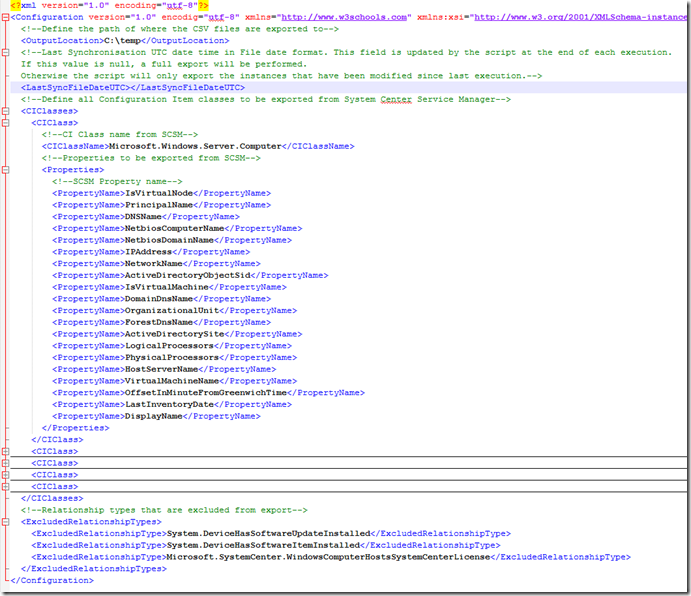 <?xml version="1.0" encoding="utf-8"?>
<Configuration version="1.0" encodig="utf-8" xmlns="http://www.w3schools.com" xmlns:xsi="http://www.w3.org/2001/XMLSchema-instance
<!--Define the path of where the CSV files are exported to-->
<OutputLocation>C:\temp</OutputLocation>
<!--Last Synchronisation UTC date time in File date format. This field is updated by the script at the end of each execution.
If this value is null, a full export will be performed.
Otherwise the script will only export the instances that have been modified since last execution.-->
<LastSyncFileDateUTC></LastSyncFileDateUTC>
<!--Define all Configuration Item classes to be exported from System Center Service Manager-->
<CIClasses>
<CIClass>
<!--CI Class name from SCSM-->
<CIClassName>Microsoft.Windows.Server.Computer</CIClassName>
<!--Properties to be exported from SCSM-->
<Properties>
<!--SCSM Property name-->
<PropertyName>IsVirtualNode</PropertyName>
<PropertyName>PrincipalName</PropertyName>
<PropertyName>DNSName</PropertyName>
<PropertyName>NetbiosComputerName</PropertyName>
<PropertyName>NetbiosDomainName</PropertyName>
<PropertyName>IPAddress</PropertyName>
<PropertyName>NetworkName</PropertyName>
<PropertyName>ActiveDirectoryObjectSid</PropertyName>
<PropertyName>IsVirtualMachine</PropertyName>
<PropertyName>DomainDnsName</PropertyName>
<PropertyName>OrganizationalUnit</PropertyName>
<PropertyName>ForestDnsName</PropertyName>
<PropertyName>ActiveDirectorySite</PropertyName>
<PropertyName>LogicalProcessors</PropertyName>
<PropertyName>PhysicalProcessors</PropertyName>
<PropertyName>HostServerName</PropertyName>
<PropertyName>VirtualMachineName</PropertyName>
<PropertyName>OffsetInMinuteFromGreenwichTime</PropertyName>
<PropertyName>LastInventoryDate</PropertyName>
<PropertyName>DisplayName</PropertyName>
</Properties>
</CIClass>
<CIClass>
<CIClass>
<CIClass>
<CIClass>
</CIClasses>
<!--Relationship types that are excluded from export-->
<ExcludedRelationshipTypes>
<ExcludedRelationshipType>System.DeviceHasSoftwareUpdateInstalled</ExcludedRelationshipType>
<ExcludedRelationshipType>System.DeviceHasSoftwareItemInstalled</ExcludedRelationshipType>
<ExcludedRelationshipType>Microsoft.SystemCenter.WindowsComputerHostsSystemCenterLicense</ExcludedRelationshipType>
</ExcludedRelationshipTypes>
</Configuration>